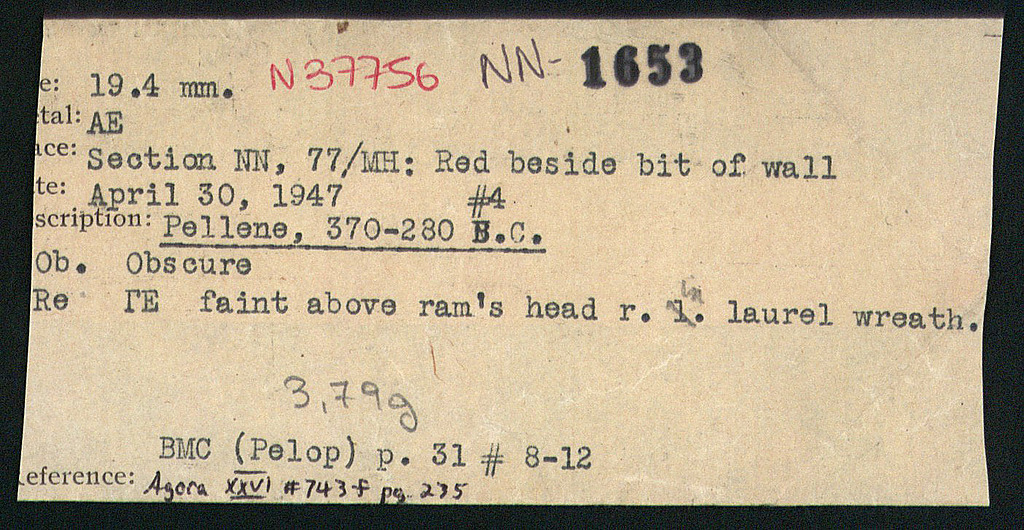 e: 19.4 mm. N37756 NN- 1653
tal: AE
ace: Section NN, 77/MH: Red beside bit of wall
te: April 30, 1947 #4
scription: Pellene, 370-280 B.C.
Ob. Obscure
Re ΓE faint above ram's head r. in laurel wreath.
3,79g
BMC (Pelop) p. 31 # 8-12
eference: Agora XXVI #743f pg. 235